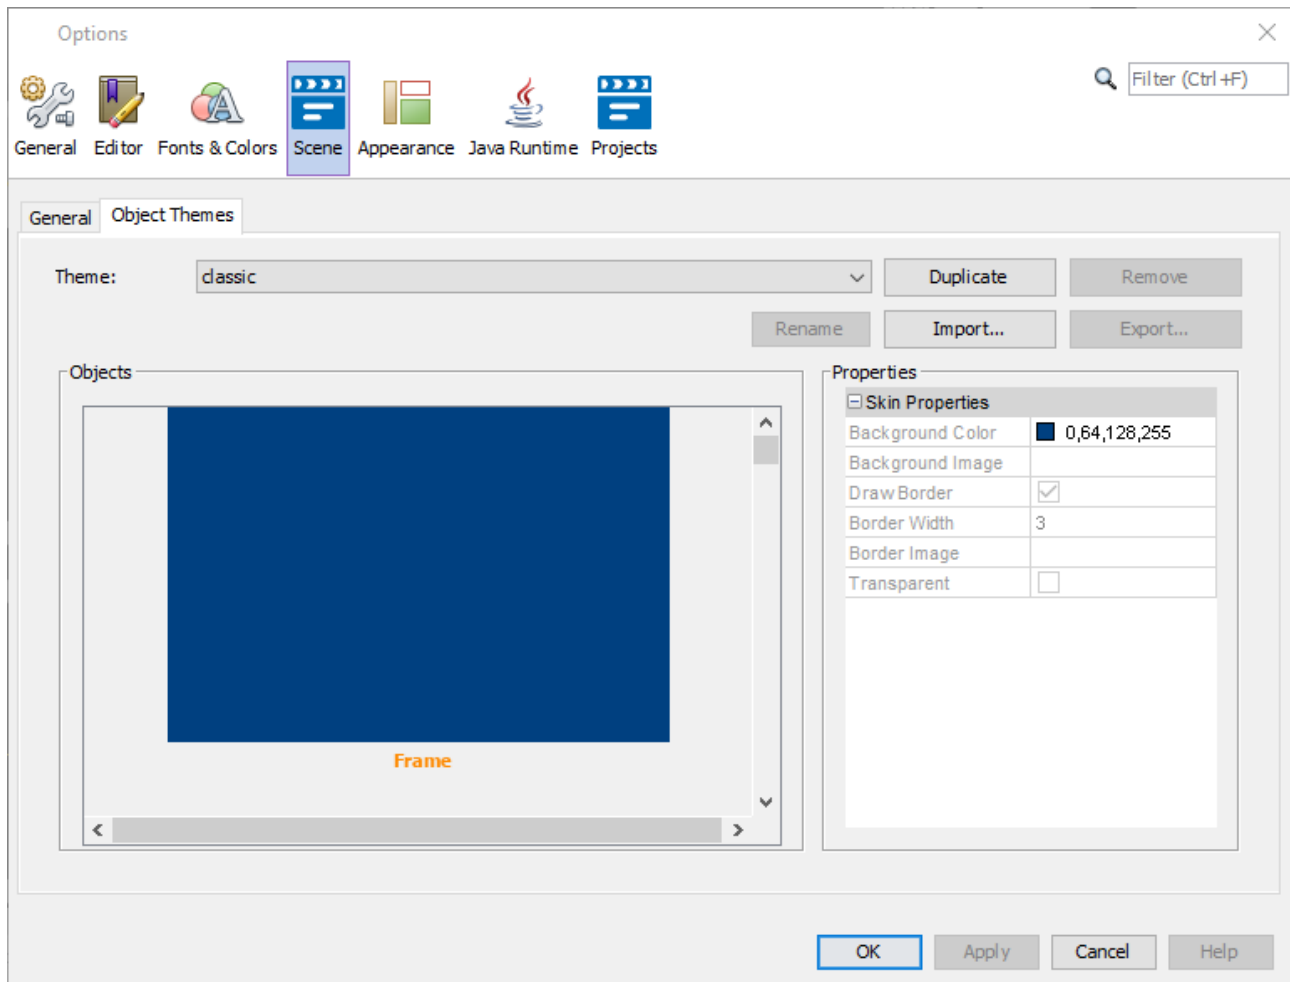 Options
Filter (Ctrl+F)
General Editor Fonts & Colors Scene Appearance Java Runtime Projects
General Object Themes
Theme: classic Duplicate Remove
Rename Import... Export...
Objects
Frame
Properties
Skin Properties
Background Color 0,64,128,255
Background Image
Draw Border
Border Width 3
Border Image
Transparent
OK Apply Cancel Help